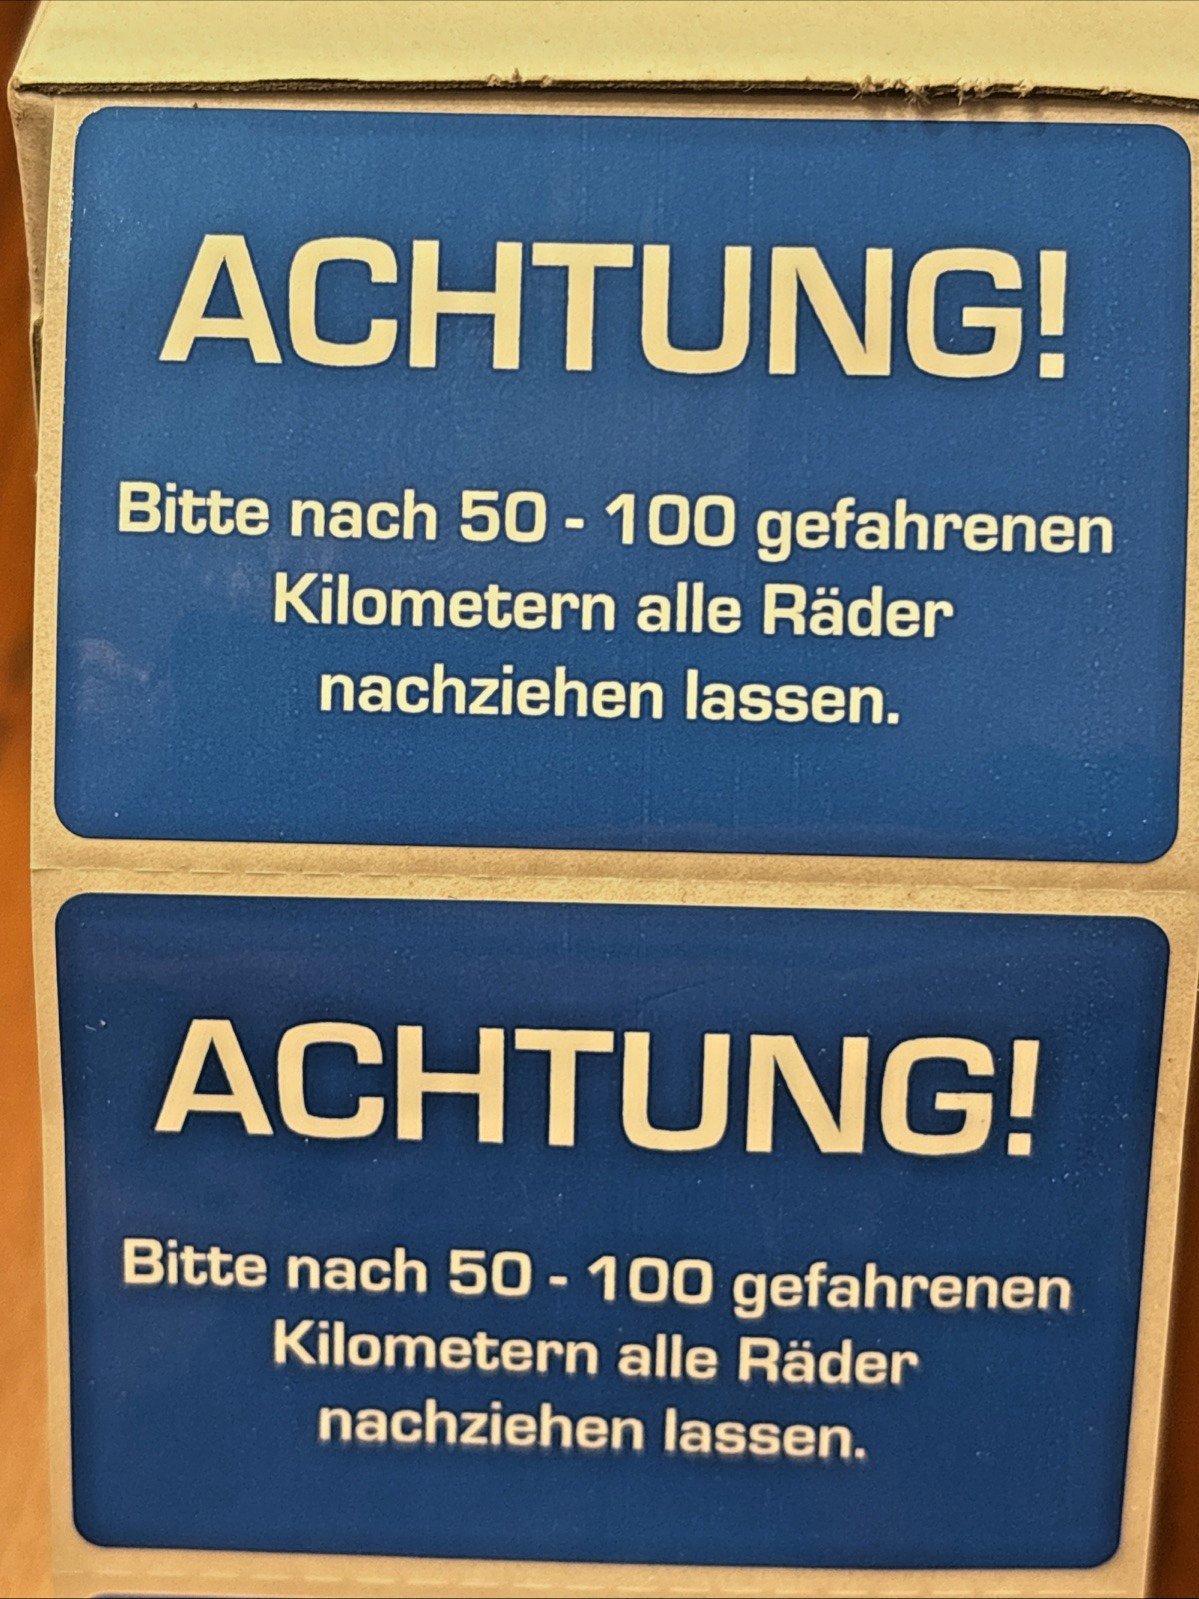 ACHTUNG!
Bitte nach 50 - 100 gefahrenen
Kilometern alle Räder
nachziehen lassen.
ACHTUNG!
Bitte nach 50 - 100 gefahrenen
Kilometern alle Räder
nachziehen lassen.